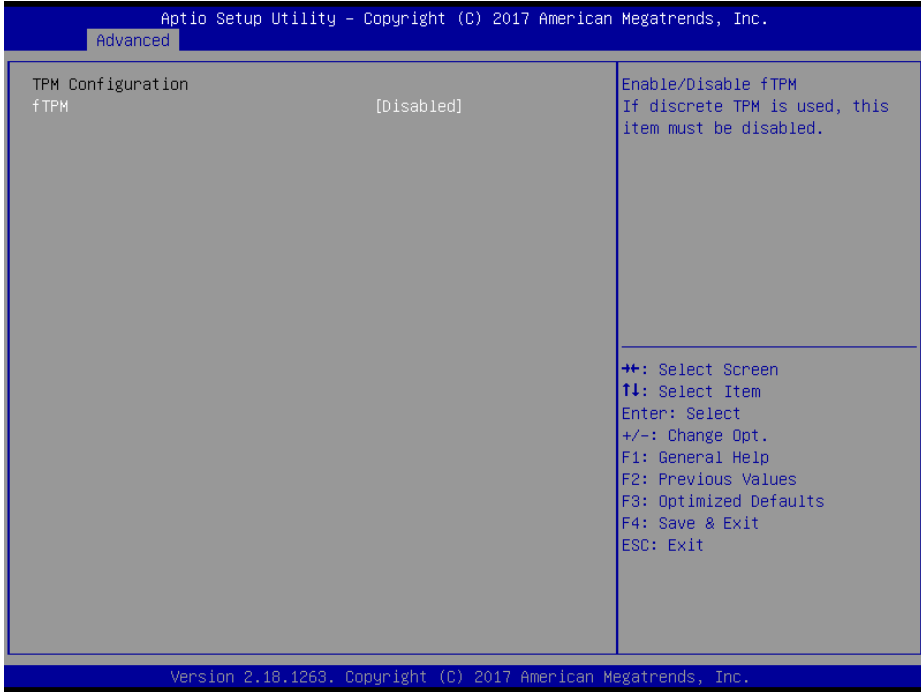 Aptio Setup Utility – Copyright (C) 2017 American Megatrends, Inc.
Advanced
TPM Configuration
fTPM [Disabled]
Enable/Disable fTPM
If discrete TPM is used, this
item must be disabled.
→←: Select Screen
↑↓: Select Item
Enter: Select
+/-: Change Opt.
F1: General Help
F2: Previous Values
F3: Optimized Defaults
F4: Save & Exit
ESC: Exit
Version 2.18.1263. Copyright (C) 2017 American Megatrends, Inc.